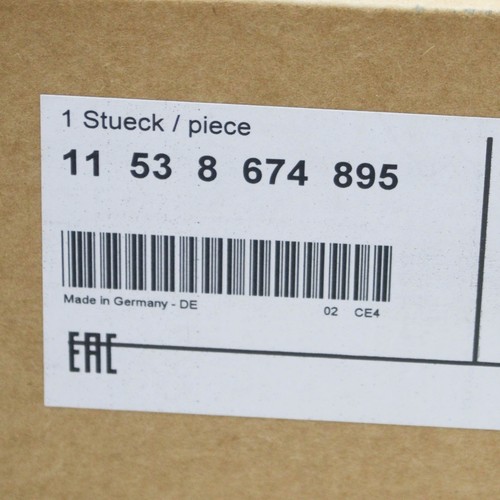 1 Stueck / piece
11 53 8 674 895
Made in Germany - DE 02 CE4
EAC